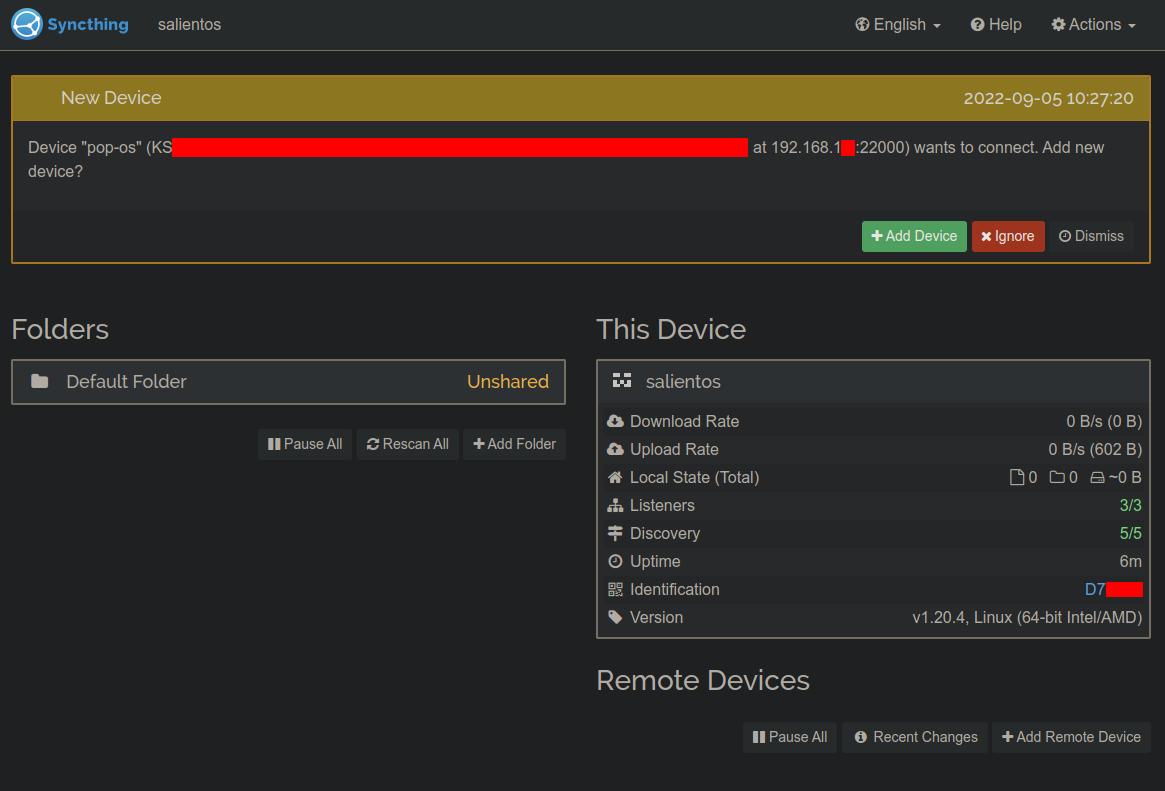 Syncthing salientos English Help Actions
New Device 2022-09-05 10:27:20
Device "pop-os" (KS at 192.168.1 :22000) wants to connect. Add new
device?
Add Device Ignore Dismiss
Folders
Default Folder Unshared
Pause All Rescan All Add Folder
This Device
salientos
Download Rate 0 B/s (0 B)
Upload Rate 0 B/s (602 B)
Local State (Total) 0 0 ~0 B
Listeners 3/3
Discovery 5/5
Uptime 6m
Identification D7
Version v1.20.4, Linux (64-bit Intel/AMD)
Remote Devices
Pause All Recent Changes Add Remote Device